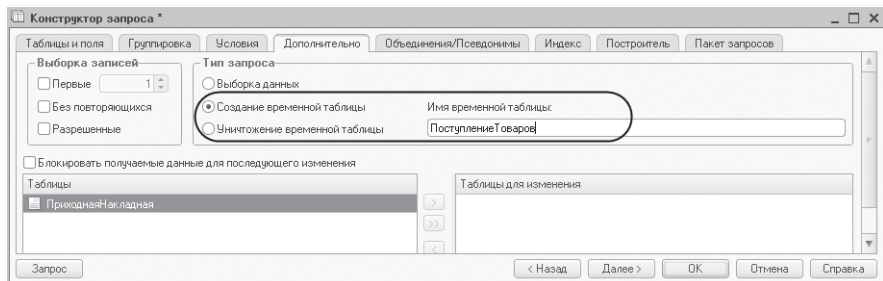 Конструктор запроса *
Таблицы и поля Группировка Условия Дополнительно Объединения/Псевдонимы Индекс Построитель Пакет запросов
Выборка записей Тип запроса
Первые 1 Выборка данных
Без повторяющихся Создание временной таблицы Имя временной таблицы:
Разрешенные Уничтожение временной таблицы ПоступлениеТоваров
Блокировать получаемые данные для последующего изменения
Таблицы Таблицы для изменения
ПриходнаяНакладная > >> <
Запрос < Назад Далее > OK Отмена Справка